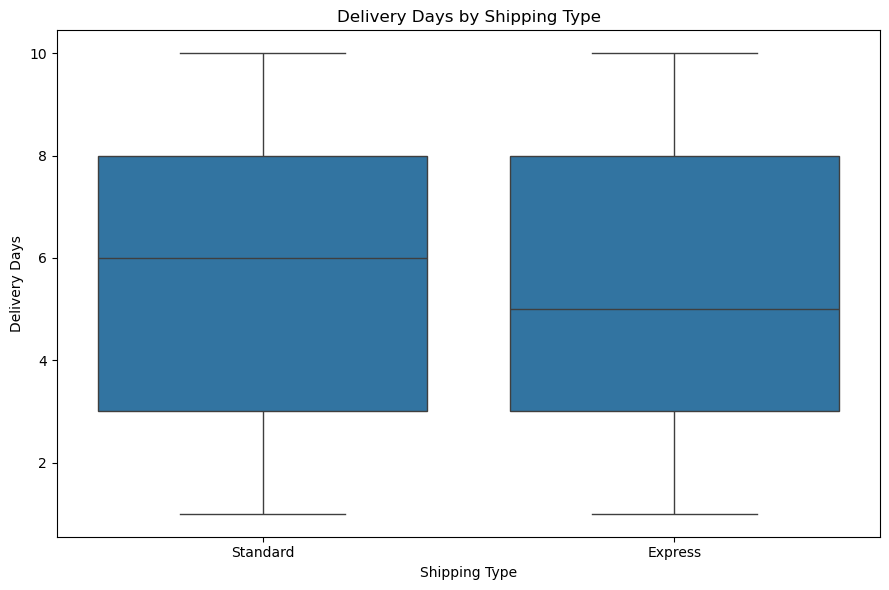 Delivery Days by Shipping Type
Delivery Days
10
8
6
4
2
Standard
Express
Shipping Type